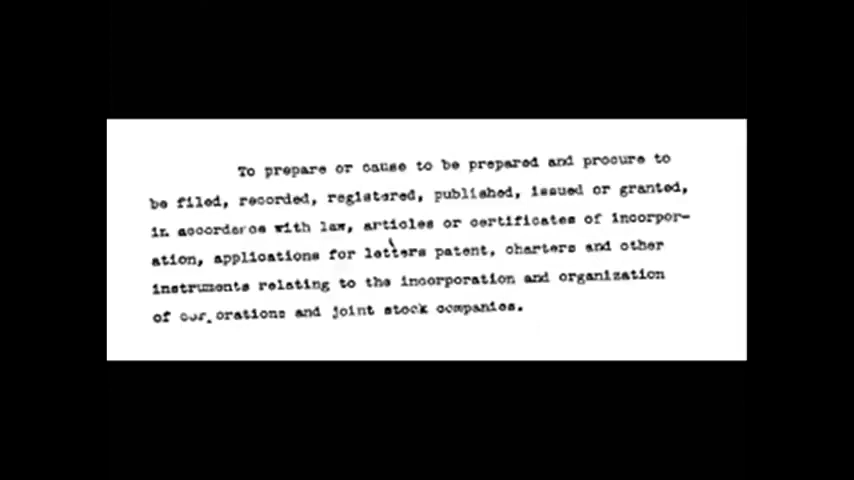 To prepare or cause to be prepared and procure to
be filed, recorded, registered, published, issued or granted,
in accordance with law, articles or certificates of incorpor-
ation, applications for letters patent, charters and other
instruments relating to the incorporation and organization
of corporations and joint stock companies.